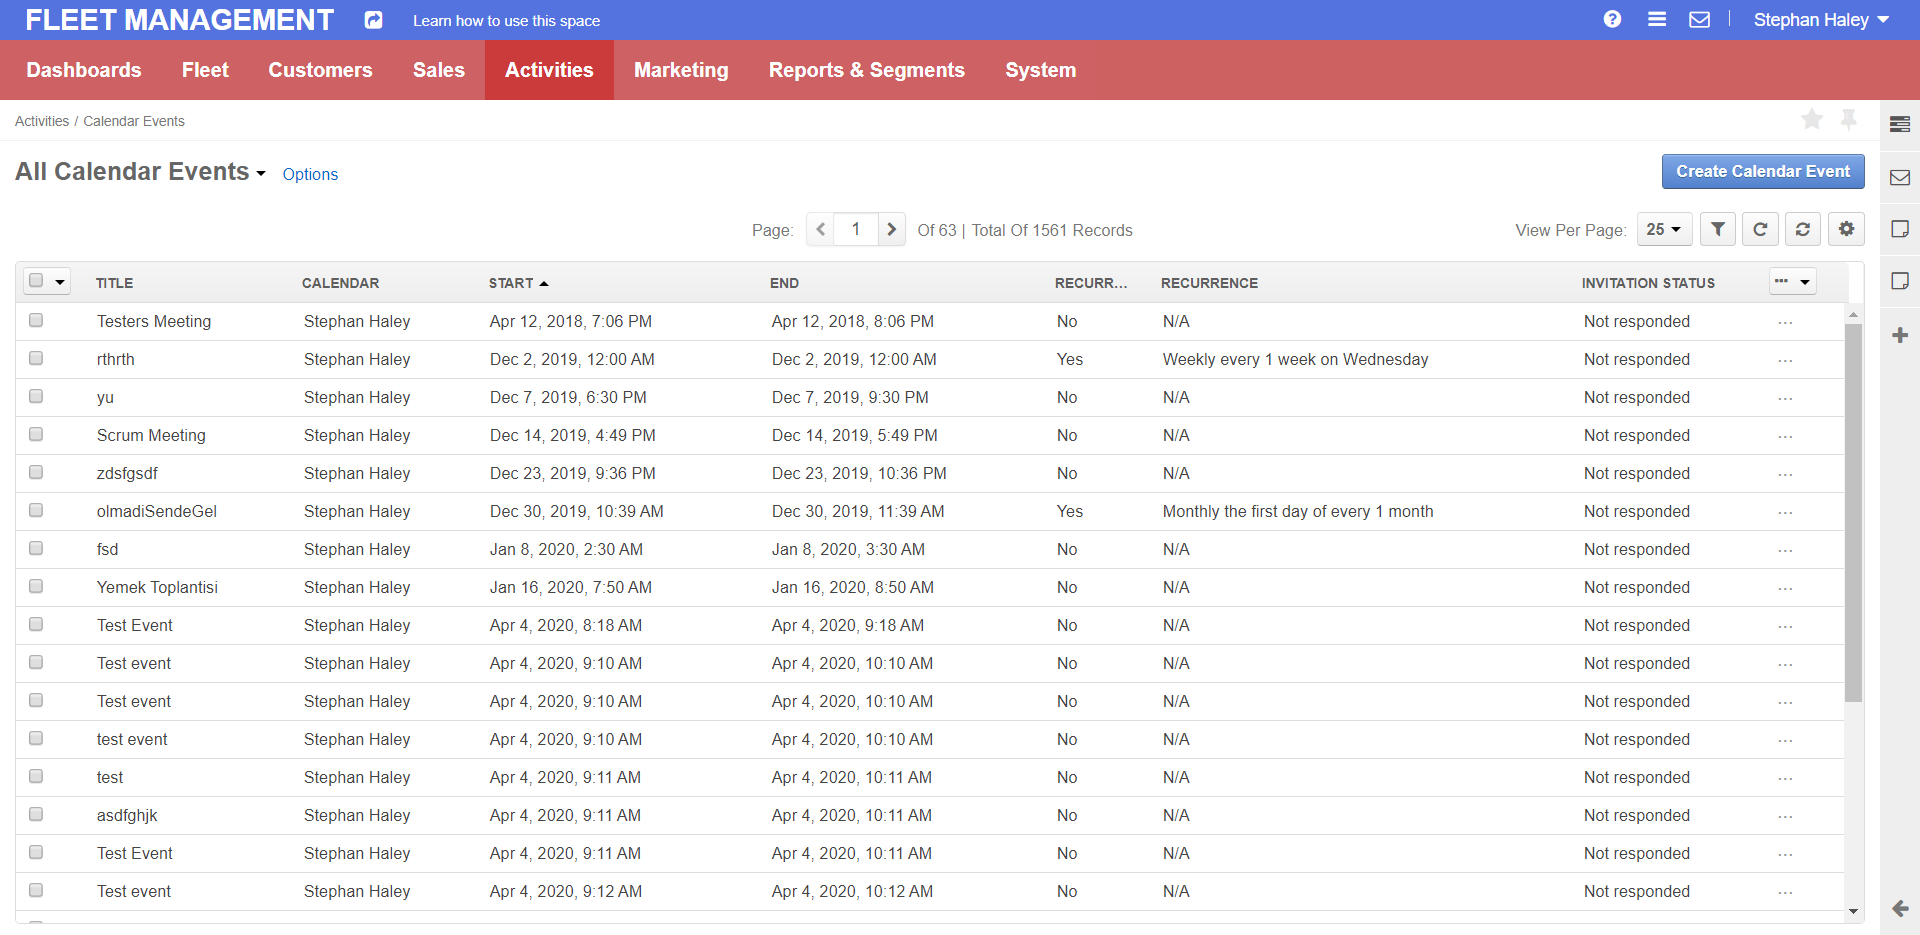 FLEET MANAGEMENT Learn how to use this space Stephan Haley
Dashboards Fleet Customers Sales Activities Marketing Reports & Segments System
Activities / Calendar Events
All Calendar Events Options Create Calendar Event
Page: 1 Of 63 | Total Of 1561 Records View Per Page: 25
TITLE CALENDAR START END RECURR... RECURRENCE INVITATION STATUS
Testers Meeting Stephan Haley Apr 12, 2018, 7:06 PM Apr 12, 2018, 8:06 PM No N/A Not responded ...
rthrth Stephan Haley Dec 2, 2019, 12:00 AM Dec 2, 2019, 12:00 AM Yes Weekly every 1 week on Wednesday Not responded ...
yu Stephan Haley Dec 7, 2019, 6:30 PM Dec 7, 2019, 9:30 PM No N/A Not responded ...
Scrum Meeting Stephan Haley Dec 14, 2019, 4:49 PM Dec 14, 2019, 5:49 PM No N/A Not responded ...
zdsfgsdf Stephan Haley Dec 23, 2019, 9:36 PM Dec 23, 2019, 10:36 PM No N/A Not responded ...
olmadiSendeGel Stephan Haley Dec 30, 2019, 10:39 AM Dec 30, 2019, 11:39 AM Yes Monthly the first day of every 1 month Not responded ...
fsd Stephan Haley Jan 8, 2020, 2:30 AM Jan 8, 2020, 3:30 AM No N/A Not responded ...
Yemek Toplantisi Stephan Haley Jan 16, 2020, 7:50 AM Jan 16, 2020, 8:50 AM No N/A Not responded ...
Test Event Stephan Haley Apr 4, 2020, 8:18 AM Apr 4, 2020, 9:18 AM No N/A Not responded ...
Test event Stephan Haley Apr 4, 2020, 9:10 AM Apr 4, 2020, 10:10 AM No N/A Not responded ...
Test event Stephan Haley Apr 4, 2020, 9:10 AM Apr 4, 2020, 10:10 AM No N/A Not responded ...
test event Stephan Haley Apr 4, 2020, 9:10 AM Apr 4, 2020, 10:10 AM No N/A Not responded ...
test Stephan Haley Apr 4, 2020, 9:11 AM Apr 4, 2020, 10:11 AM No N/A Not responded ...
asdfghjk Stephan Haley Apr 4, 2020, 9:11 AM Apr 4, 2020, 10:11 AM No N/A Not responded ...
Test Event Stephan Haley Apr 4, 2020, 9:11 AM Apr 4, 2020, 10:11 AM No N/A Not responded ...
Test event Stephan Haley Apr 4, 2020, 9:12 AM Apr 4, 2020, 10:12 AM No N/A Not responded ...